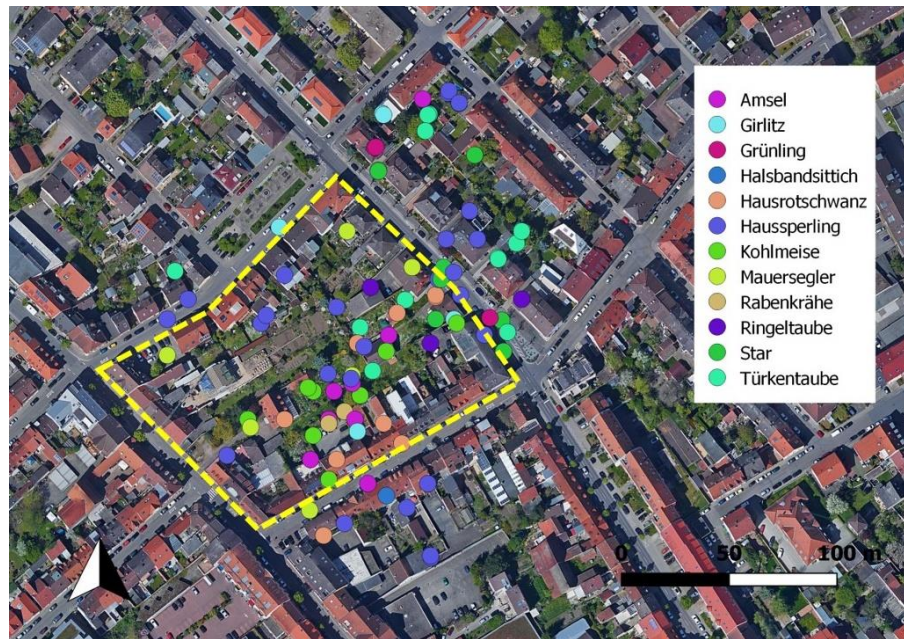 Amsel
Girlitz
Grünling
Halsbandsittich
Hausrotschwanz
Haussperling
Kohlmeise
Mauersegler
Rabenkrähe
Ringeltaube
Star
Türkentaube
0 50 100 m